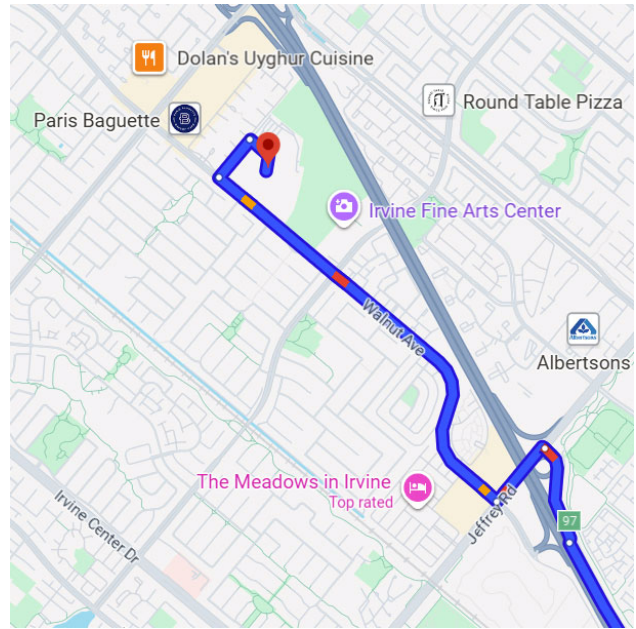 Dolan's Uyghur Cuisine
Round Table Pizza
Paris Baguette
Irvine Fine Arts Center
Walnut Ave
Albertsons
Albertsons
The Meadows in Irvine
Top rated
Jeffrey Rd
97
Irvine Center Dr